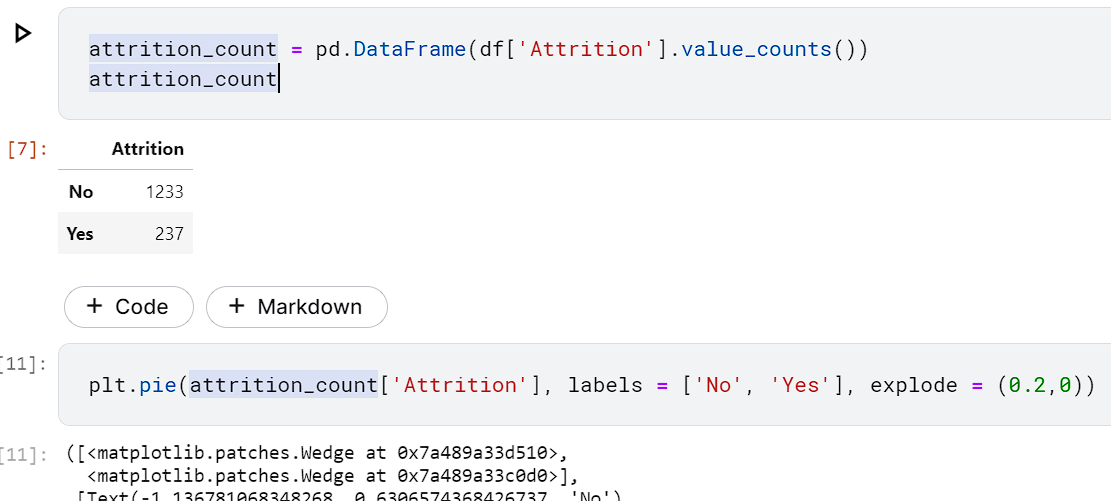 attrition_count = pd.DataFrame(df['Attrition'].value_counts())
attrition_count
[7]:
Attrition
No 1233
Yes 237
+ Code + Markdown
[11]:
plt.pie(attrition_count['Attrition'], labels = ['No', 'Yes'], explode = (0.2,0))
[11]:
([<matplotlib.patches.Wedge at 0x7a489a33d510>,
<matplotlib.patches.Wedge at 0x7a489a33c0d0>],
[Text(-1.136781068348268, 0.6306574368426737, 'No')